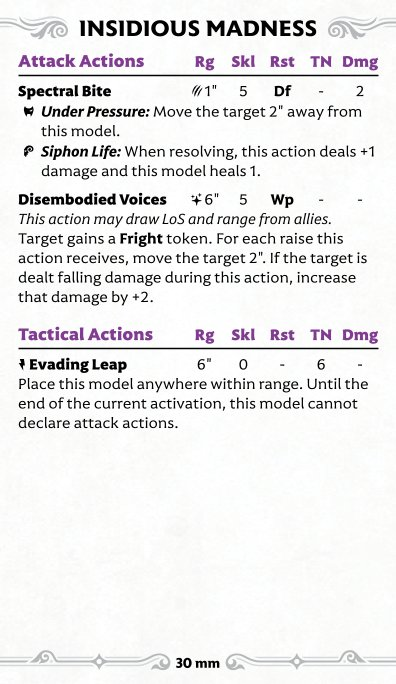 INSIDIOUS MADNESS
Attack Actions Rg Skl Rst TN Dmg
Spectral Bite 1" 5 Df - 2
Under Pressure: Move the target 2" away from
this model.
Siphon Life: When resolving, this action deals +1
damage and this model heals 1.
Disembodied Voices 6" 5 Wp - -
This action may draw LoS and range from allies.
Target gains a Fright token. For each raise this
action receives, move the target 2". If the target is
dealt falling damage during this action, increase
that damage by +2.
Tactical Actions Rg Skl Rst TN Dmg
Evading Leap 6" 0 - 6 -
Place this model anywhere within range. Until the
end of the current activation, this model cannot
declare attack actions.
30 mm